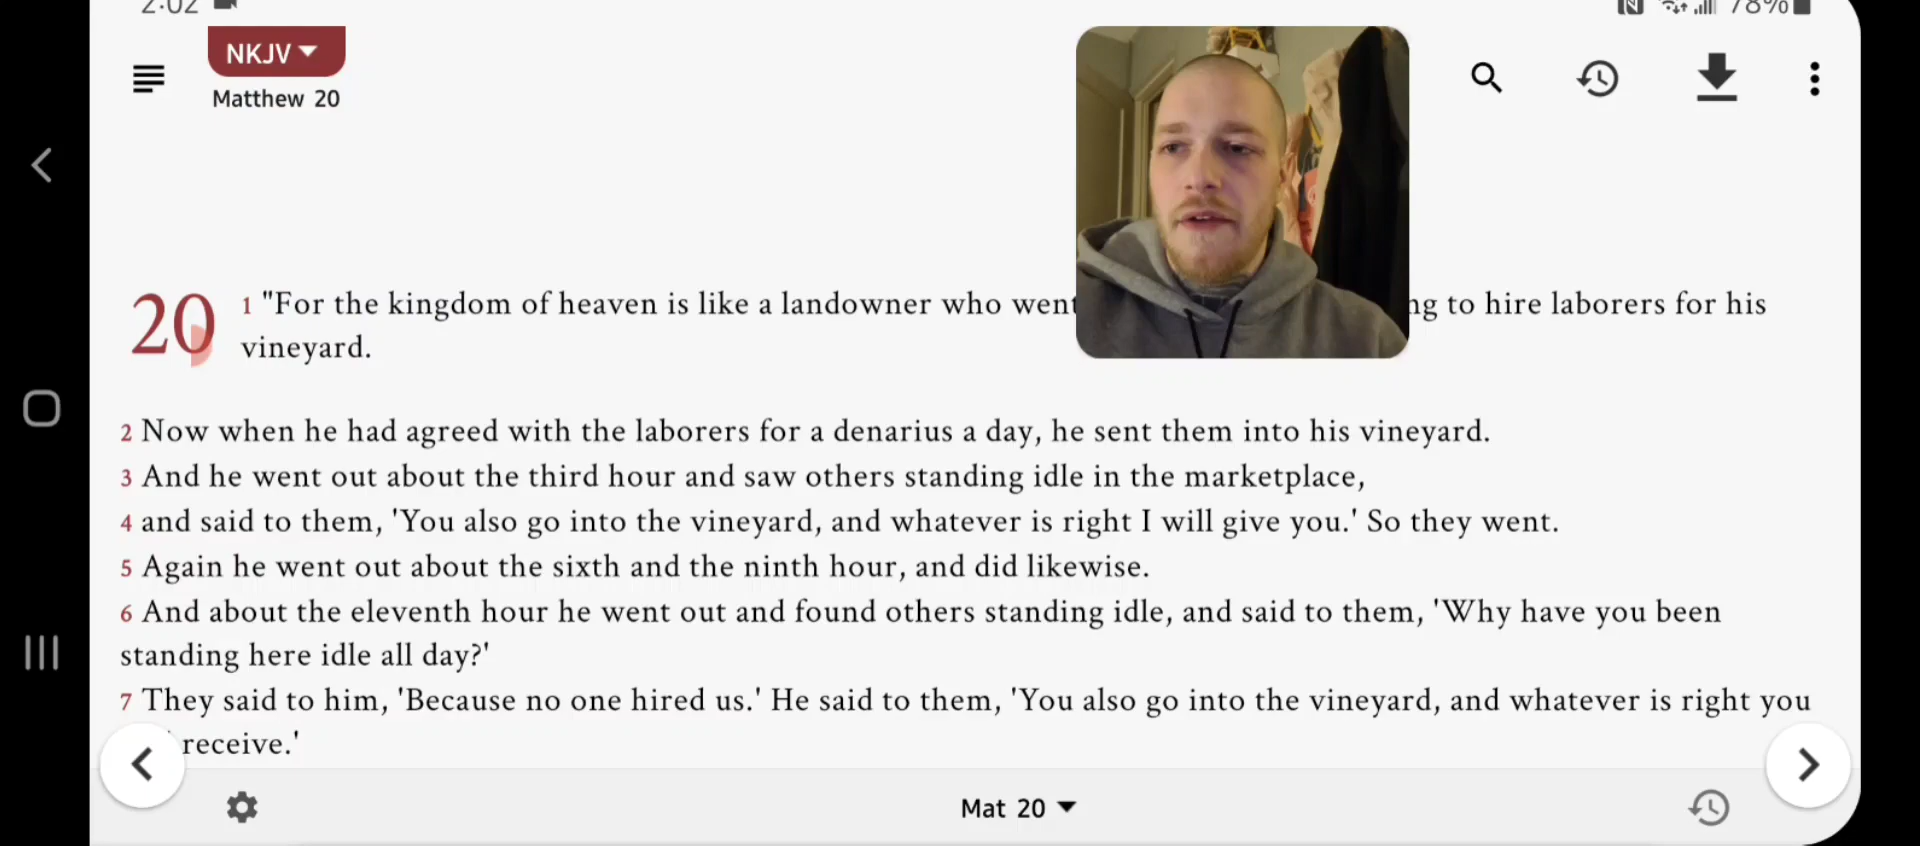 2:02 78%
NKJV
Matthew 20
20 1 "For the kingdom of heaven is like a landowner who went ng to hire laborers for his
vineyard.
2 Now when he had agreed with the laborers for a denarius a day, he sent them into his vineyard.
3 And he went out about the third hour and saw others standing idle in the marketplace,
4 and said to them, 'You also go into the vineyard, and whatever is right I will give you.' So they went.
5 Again he went out about the sixth and the ninth hour, and did likewise.
6 And about the eleventh hour he went out and found others standing idle, and said to them, 'Why have you been
standing here idle all day?'
7 They said to him, 'Because no one hired us.' He said to them, 'You also go into the vineyard, and whatever is right you
receive.'
Mat 20